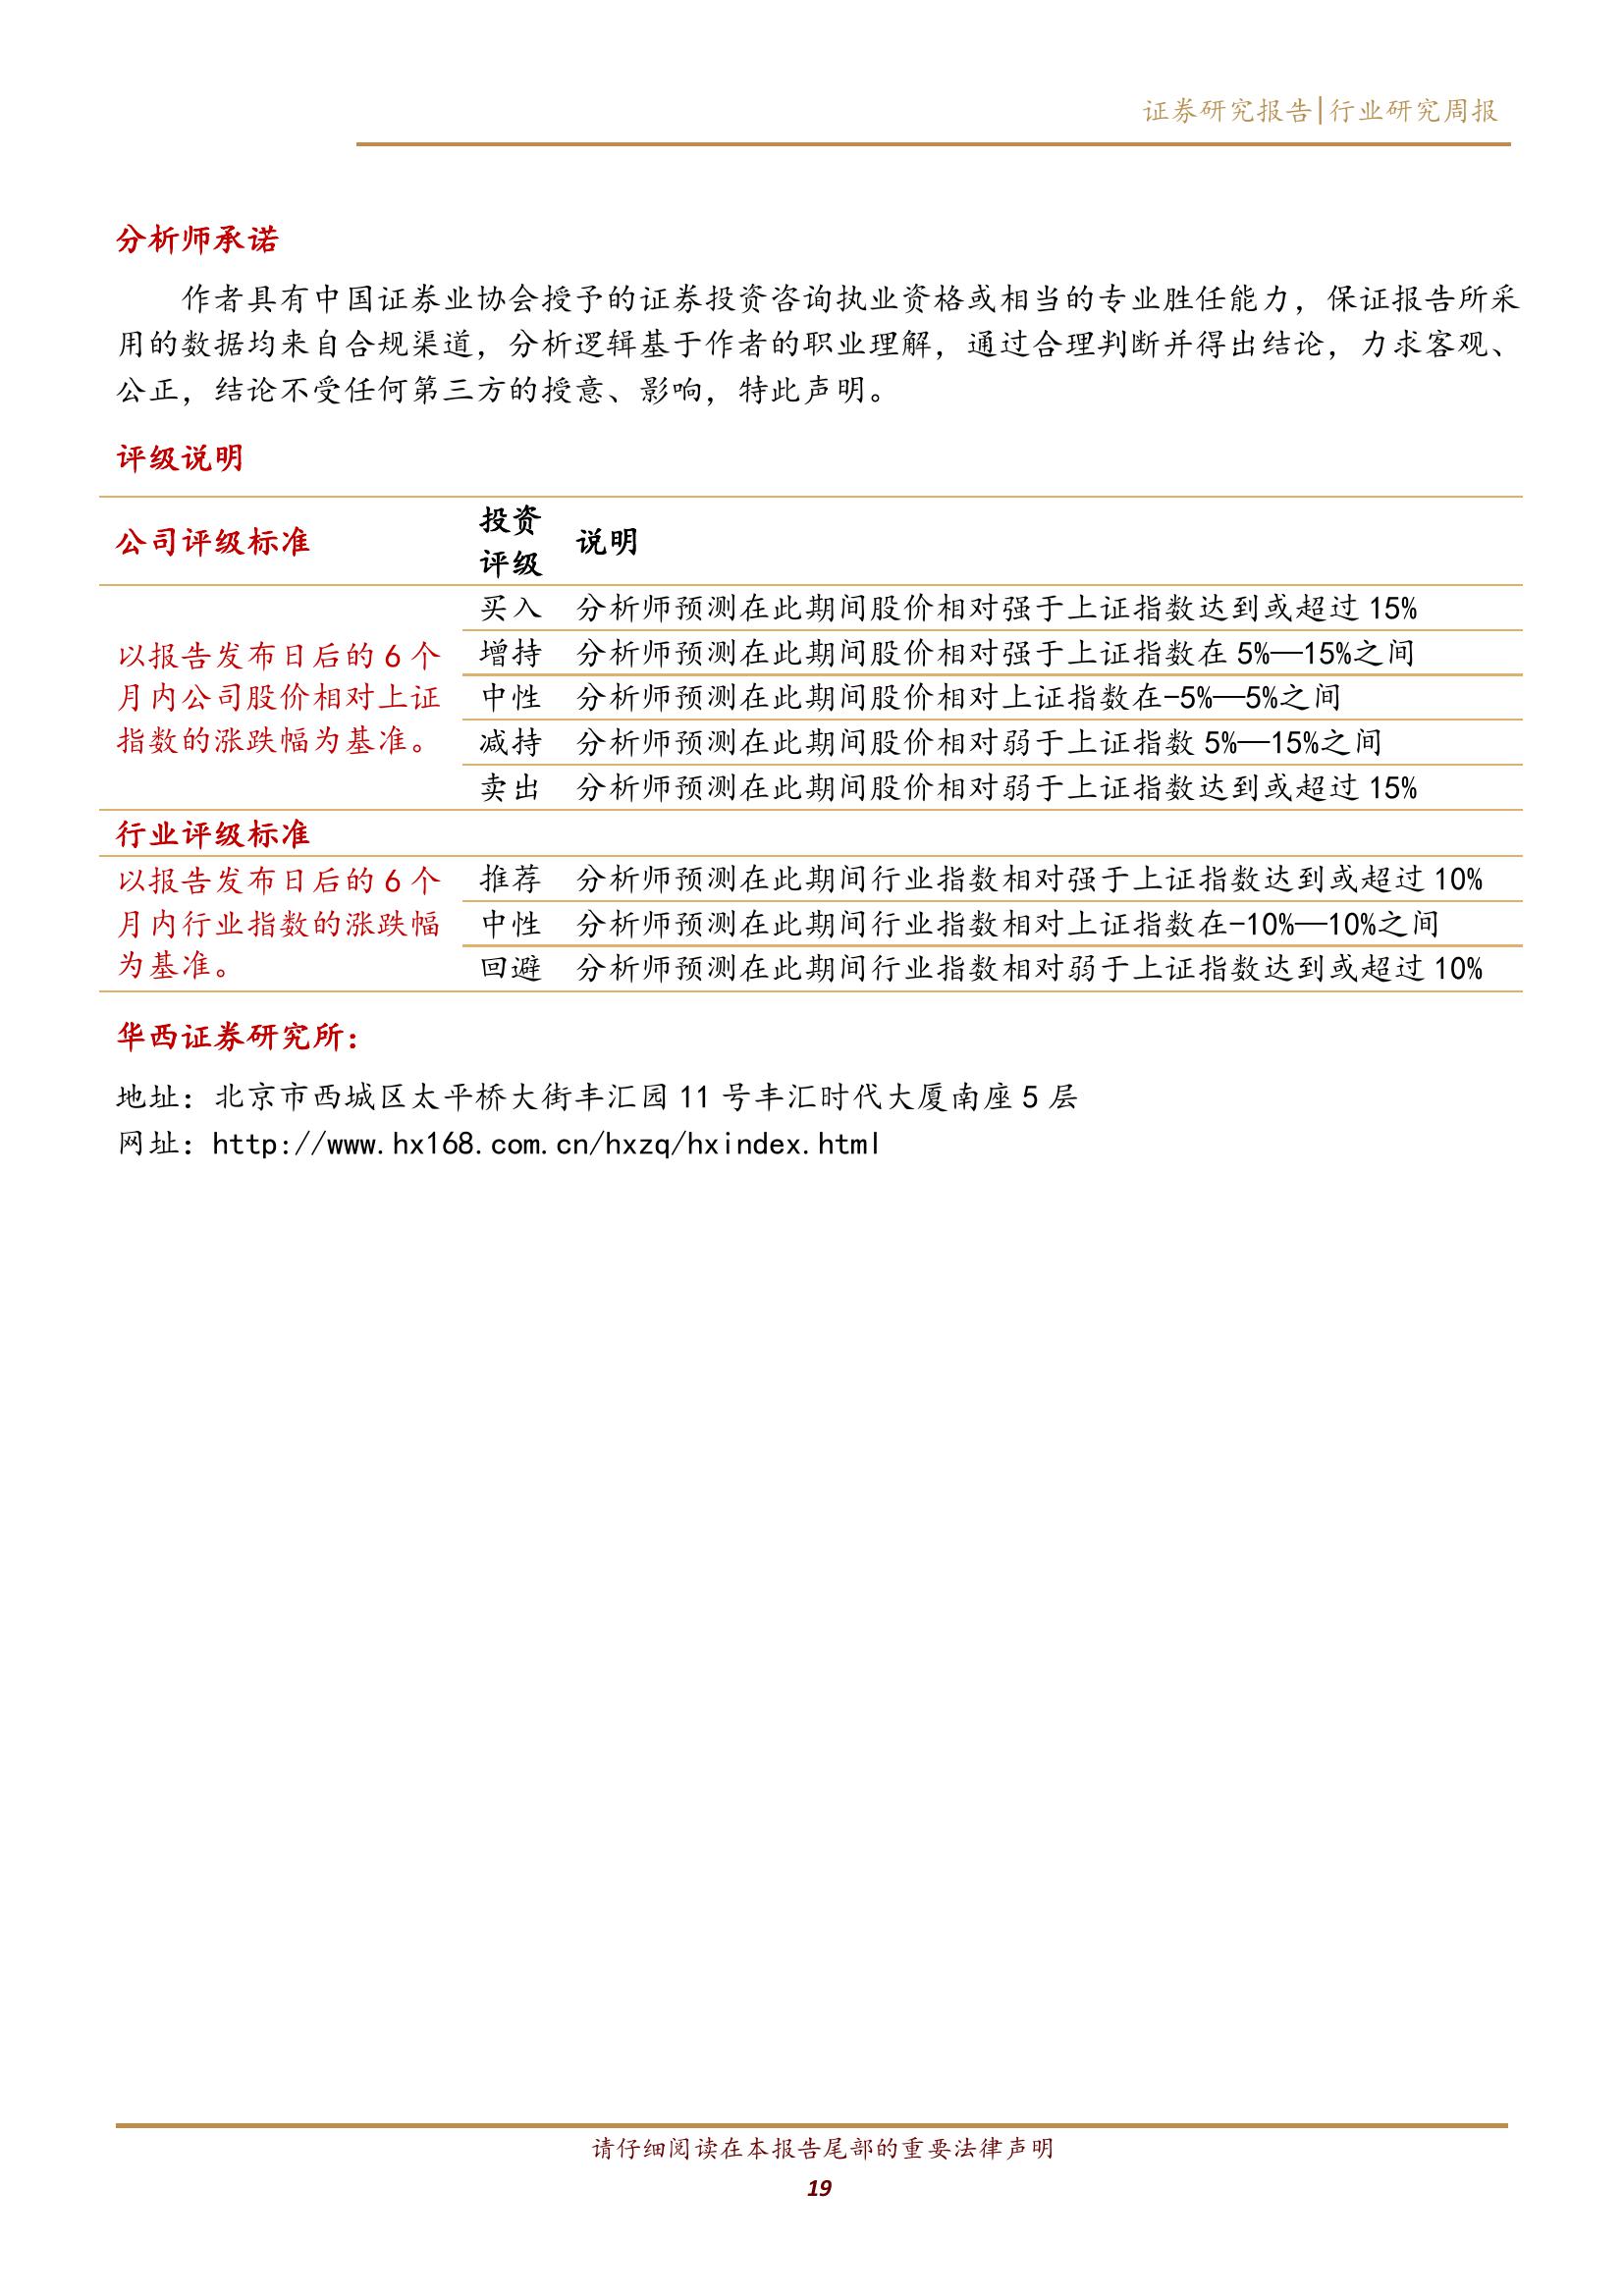 证券研究报告|行业研究周报
分析师承诺
作者具有中国证券业协会授予的证券投资咨询执业资格或相当的专业胜任能力，保证报告所采
用的数据均来自合规渠道，分析逻辑基于作者的职业理解，通过合理判断并得出结论，力求客观、
公正，结论不受任何第三方的授意、影响，特此声明。
评级说明
公司评级标准 投资评级 说明
以报告发布日后的6个
月内公司股价相对上证
指数的涨跌幅为基准。
买入 分析师预测在此期间股价相对强于上证指数达到或超过15%
增持 分析师预测在此期间股价相对强于上证指数在5%—15%之间
中性 分析师预测在此期间股价相对上证指数在-5%—5%之间
减持 分析师预测在此期间股价相对弱于上证指数5%—15%之间
卖出 分析师预测在此期间股价相对弱于上证指数达到或超过15%
行业评级标准
以报告发布日后的6个
月内行业指数的涨跌幅
为基准。
推荐 分析师预测在此期间行业指数相对强于上证指数达到或超过10%
中性 分析师预测在此期间行业指数相对上证指数在-10%—10%之间
回避 分析师预测在此期间行业指数相对弱于上证指数达到或超过10%
华西证券研究所：
地址：北京市西城区太平桥大街丰汇园11号丰汇时代大厦南座5层
网址：http://www.hx168.com.cn/hxzq/hxindex.html
请仔细阅读在本报告尾部的重要法律声明
19